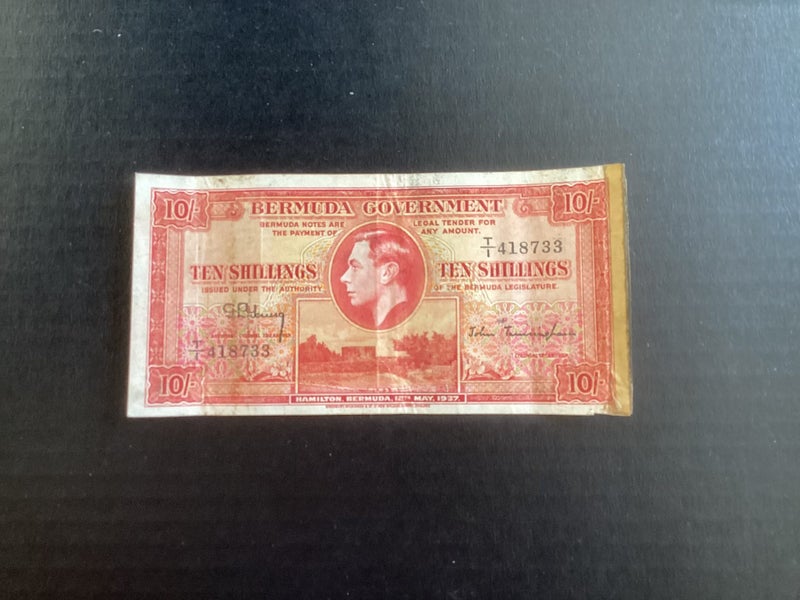 10/- BERMUDA GOVERNMENT 10/-
BERMUDA NOTES ARE LEGAL TENDER FOR
THE PAYMENT OF ANY AMOUNT.
T/1 418733
TEN SHILLINGS TEN SHILLINGS
ISSUED UNDER THE AUTHORITY OF THE BERMUDA LEGISLATURE.
T/1 418733
10/- 10/-
HAMILTON, BERMUDA, 12TH MAY, 1937.